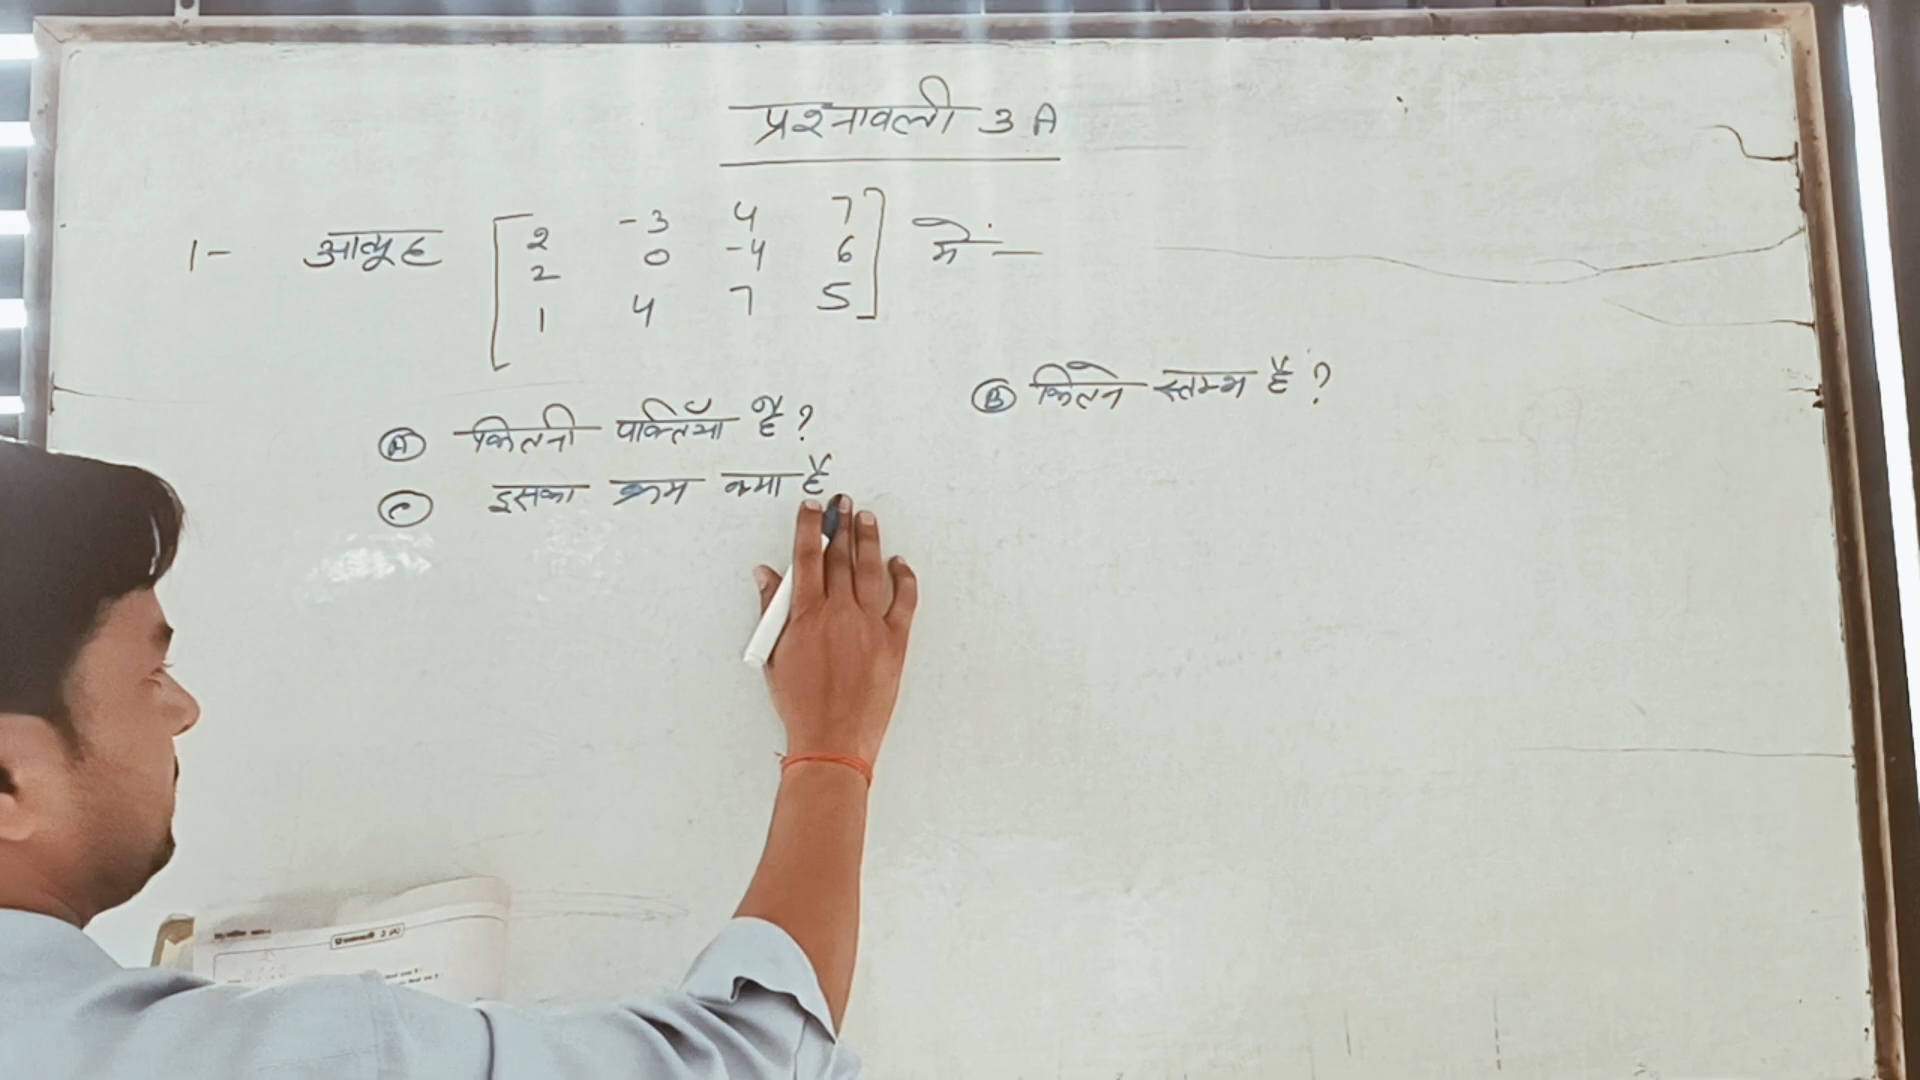 प्रश्नावली 3 A
1- आव्यूह [ 2 -3 4 7 ] में —
2 0 -4 6
1 4 7 5
(A) कितनी पंक्तियाँ है ? (B) कितने स्तम्भ है ?
(C) इसका क्रम क्या है